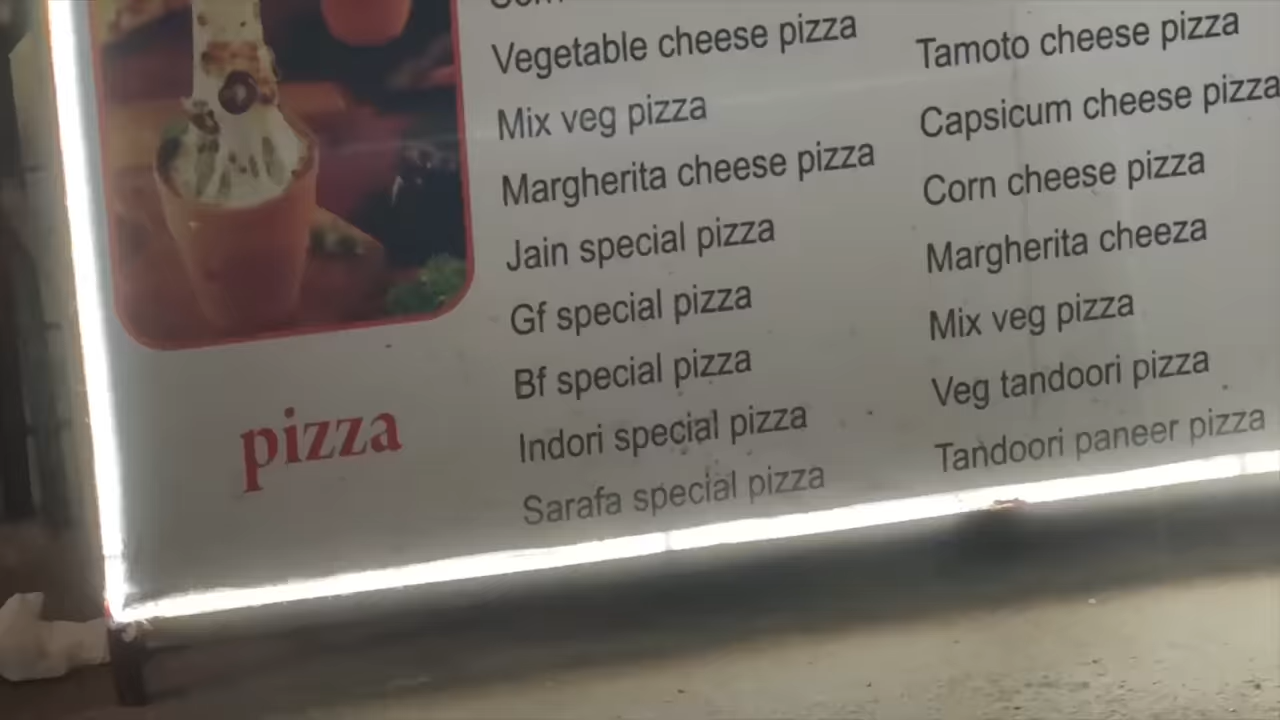 Vegetable cheese pizza
Mix veg pizza
Margherita cheese pizza
Jain special pizza
Gf special pizza
Bf special pizza
Indori special pizza
Sarafa special pizza
Tamoto cheese pizza
Capsicum cheese pizza
Corn cheese pizza
Margherita cheeza
Mix veg pizza
Veg tandoori pizza
Tandoori paneer pizza
pizza